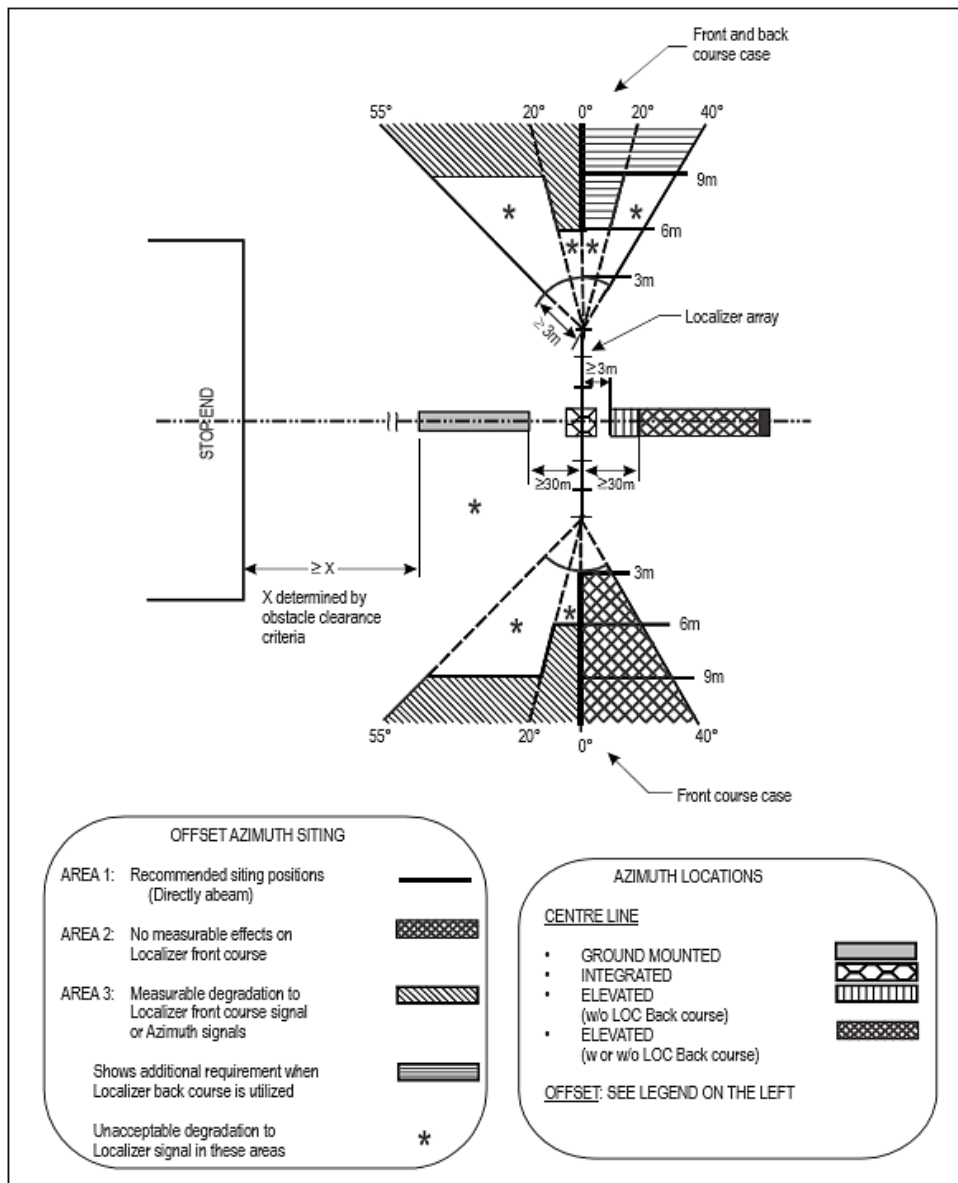 Front and back
course case
55°
20°
0°
20°
40°
9m
*
*
6m
*
*
3m
≥3m
Localizer array
≥3m
STOP END
≥30m
≥30m
*
≥ X
X determined by
obstacle clearance
criteria
3m
*
*
6m
9m
55°
20°
0°
40°
Front course case
OFFSET AZIMUTH SITING
AREA 1: Recommended siting positions
(Directly abeam)
AREA 2: No measurable effects on
Localizer front course
AREA 3: Measurable degradation to
Localizer front course signal
or Azimuth signals
Shows additional requirement when
Localizer back course is utilized
Unacceptable degradation to
Localizer signal in these areas
*
AZIMUTH LOCATIONS
CENTRE LINE
• GROUND MOUNTED
• INTEGRATED
• ELEVATED
(w/o LOC Back course)
• ELEVATED
(w or w/o LOC Back course)
OFFSET: SEE LEGEND ON THE LEFT